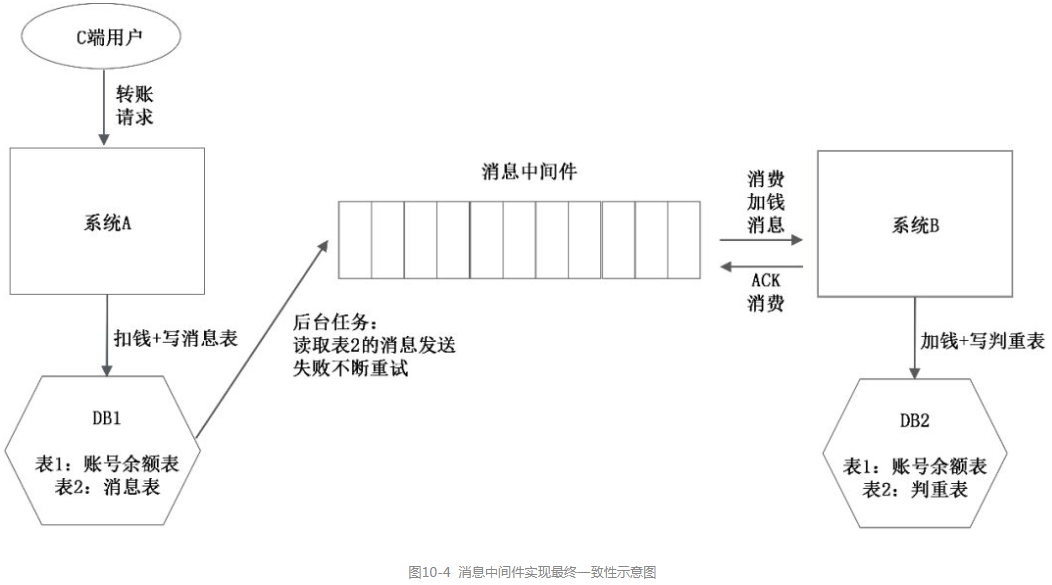 C端用户
转账
请求
系统A
扣钱+写消息表
DB1
表1：账号余额表
表2：消息表
消息中间件
后台任务：
读取表2的消息发送
失败不断重试
消费
加钱
消息
ACK
消费
系统B
加钱+写判重表
DB2
表1：账号余额表
表2：判重表
图10-4 消息中间件实现最终一致性示意图